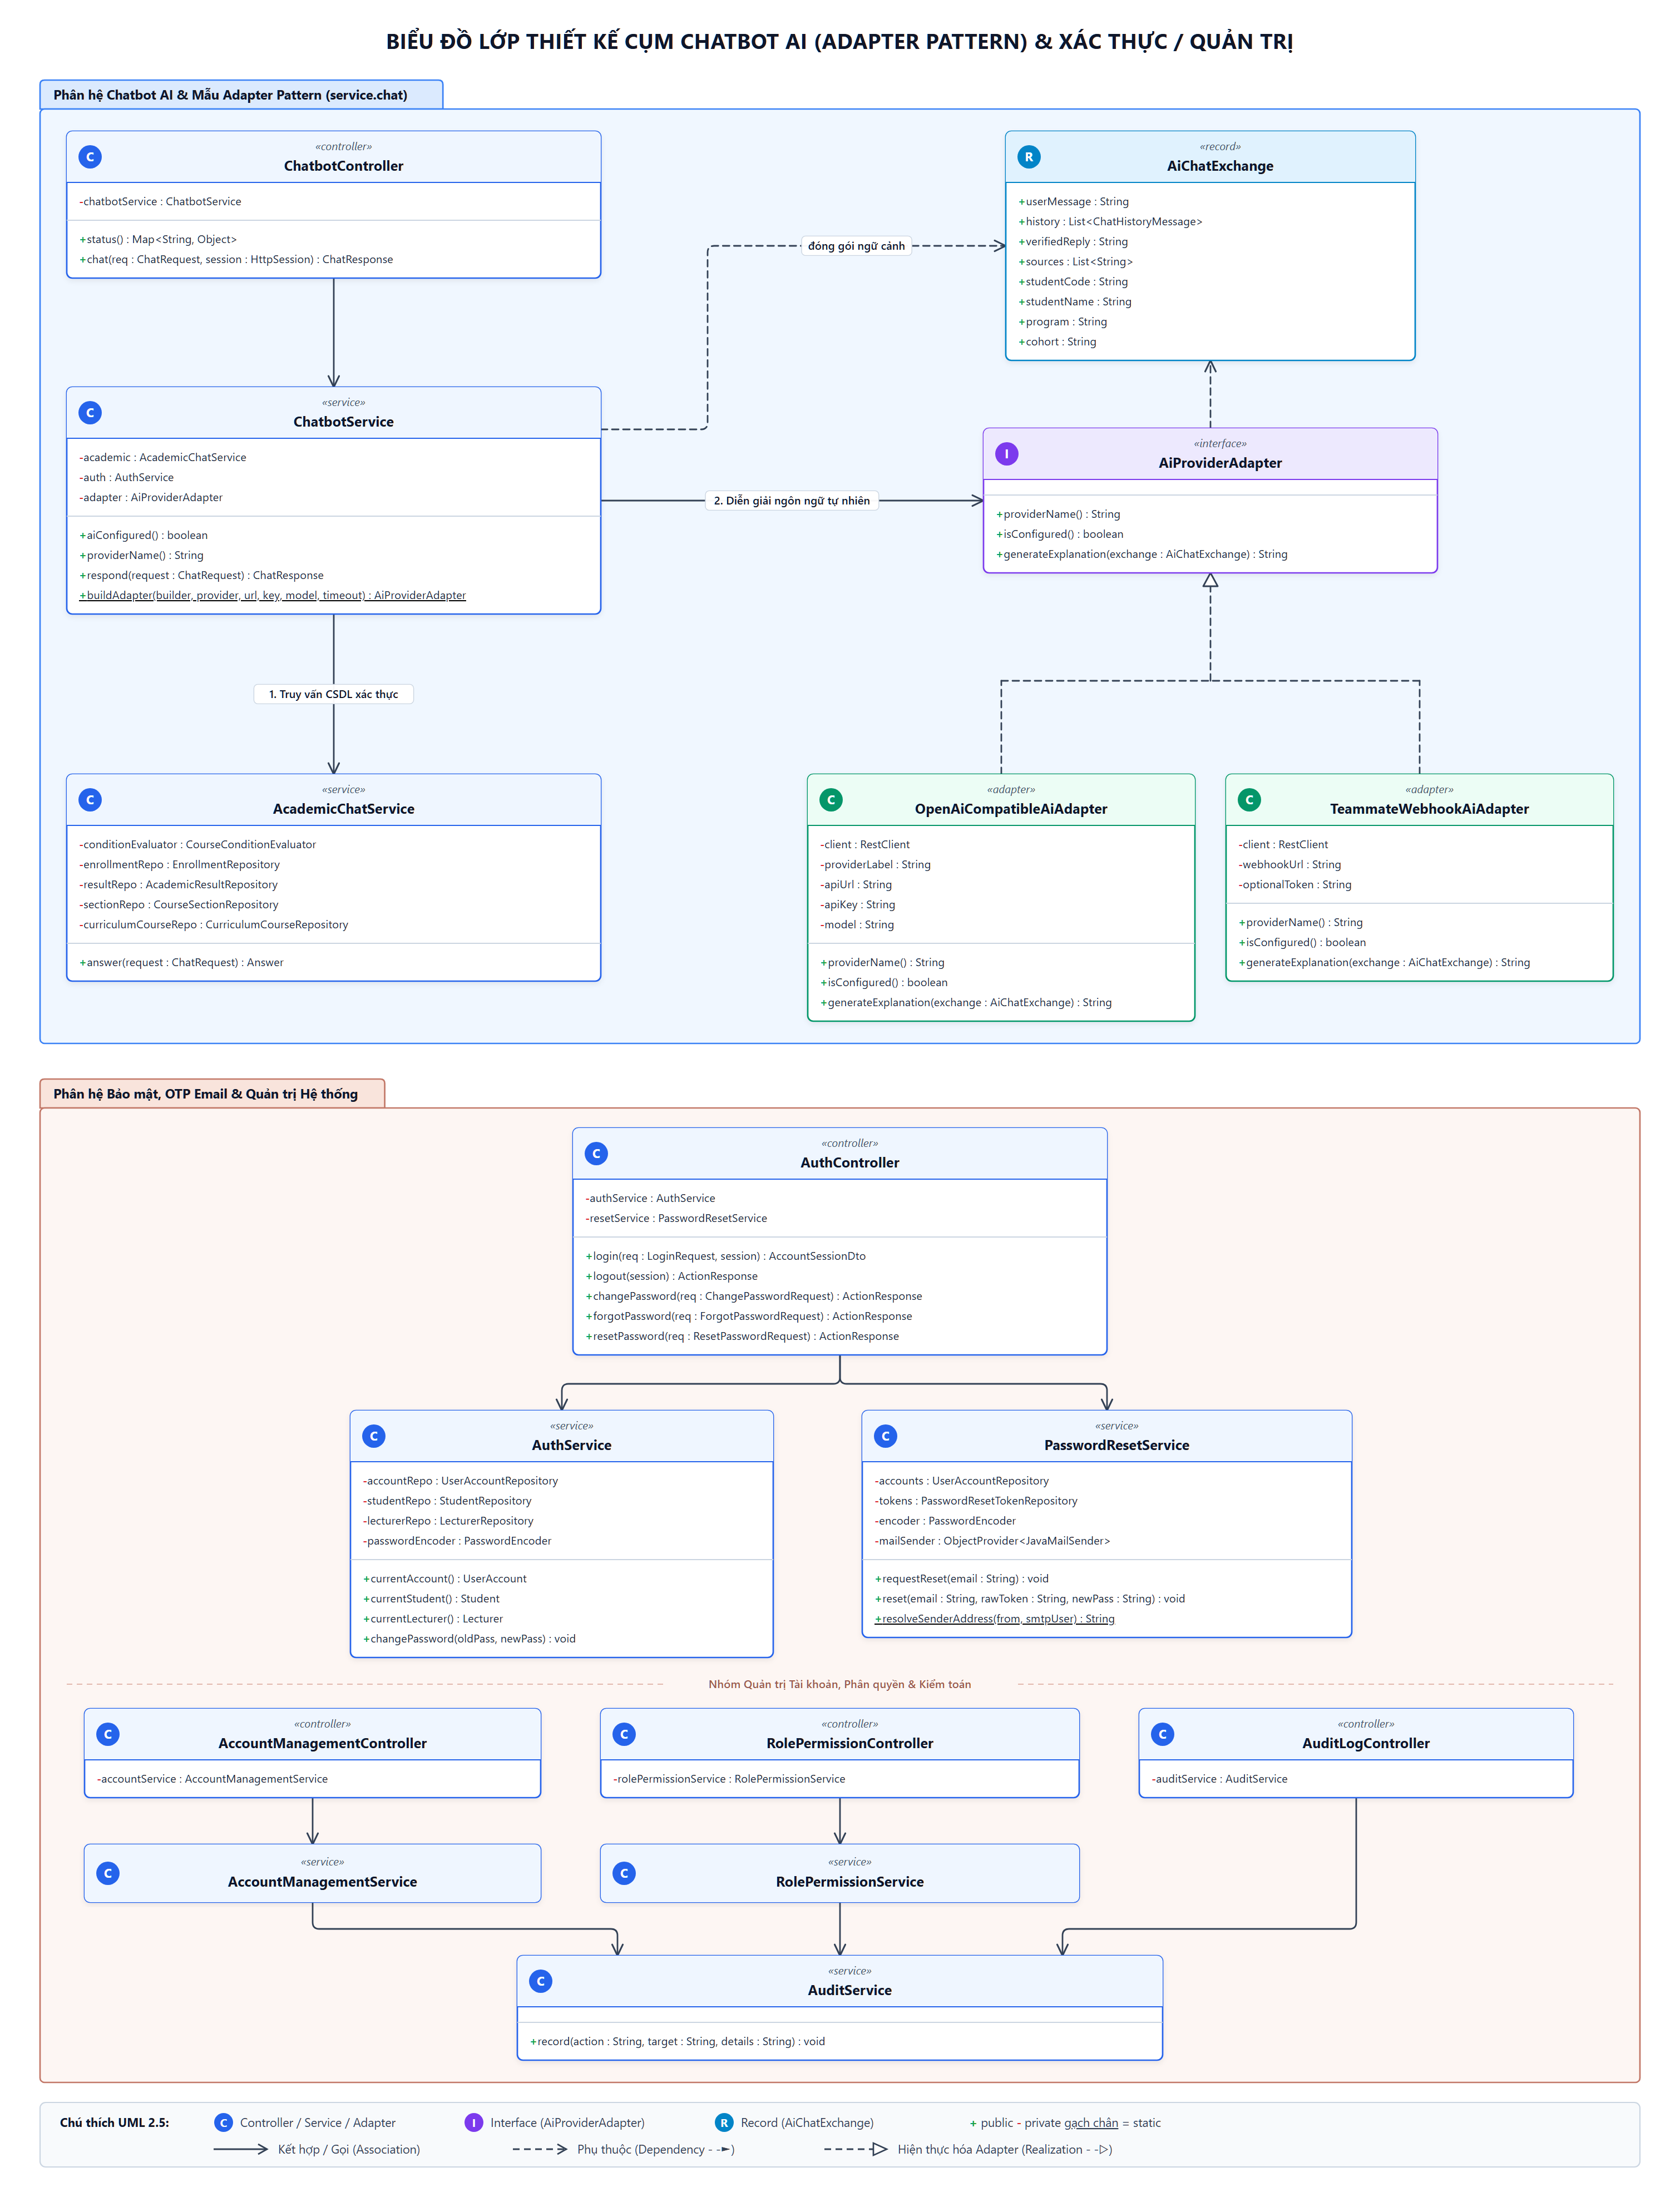 BIỂU ĐỒ LỚP THIẾT KẾ CỤM CHATBOT AI (ADAPTER PATTERN) & XÁC THỰC / QUẢN TRỊ
Phân hệ Chatbot AI & Mẫu Adapter Pattern (service.chat)
C
«controller»
ChatbotController
-chatbotService : ChatbotService
+status() : Map<String, Object>
+chat(req : ChatRequest, session : HttpSession) : ChatResponse
R
«record»
AiChatExchange
+userMessage : String
+history : List<ChatHistoryMessage>
+verifiedReply : String
+sources : List<String>
+studentCode : String
+studentName : String
+program : String
+cohort : String
đóng gói ngữ cảnh
C
«service»
ChatbotService
-academic : AcademicChatService
-auth : AuthService
-adapter : AiProviderAdapter
+aiConfigured() : boolean
+providerName() : String
+respond(request : ChatRequest) : ChatResponse
+buildAdapter(builder, provider, url, key, model, timeout) : AiProviderAdapter
2. Diễn giải ngôn ngữ tự nhiên
I
«interface»
AiProviderAdapter
+providerName() : String
+isConfigured() : boolean
+generateExplanation(exchange : AiChatExchange) : String
1. Truy vấn CSDL xác thực
C
«service»
AcademicChatService
-conditionEvaluator : CourseConditionEvaluator
-enrollmentRepo : EnrollmentRepository
-resultRepo : AcademicResultRepository
-sectionRepo : CourseSectionRepository
-curriculumCourseRepo : CurriculumCourseRepository
+answer(request : ChatRequest) : Answer
C
«adapter»
OpenAiCompatibleAiAdapter
-client : RestClient
-providerLabel : String
-apiUrl : String
-apiKey : String
-model : String
+providerName() : String
+isConfigured() : boolean
+generateExplanation(exchange : AiChatExchange) : String
C
«adapter»
TeammateWebhookAiAdapter
-client : RestClient
-webhookUrl : String
-optionalToken : String
+providerName() : String
+isConfigured() : boolean
+generateExplanation(exchange : AiChatExchange) : String
Phân hệ Bảo mật, OTP Email & Quản trị Hệ thống
C
«controller»
AuthController
-authService : AuthService
-resetService : PasswordResetService
+login(req : LoginRequest, session) : AccountSessionDto
+logout(session) : ActionResponse
+changePassword(req : ChangePasswordRequest) : ActionResponse
+forgotPassword(req : ForgotPasswordRequest) : ActionResponse
+resetPassword(req : ResetPasswordRequest) : ActionResponse
C
«service»
AuthService
-accountRepo : UserAccountRepository
-studentRepo : StudentRepository
-lecturerRepo : LecturerRepository
-passwordEncoder : PasswordEncoder
+currentAccount() : UserAccount
+currentStudent() : Student
+currentLecturer() : Lecturer
+changePassword(oldPass, newPass) : void
C
«service»
PasswordResetService
-accounts : UserAccountRepository
-tokens : PasswordResetTokenRepository
-encoder : PasswordEncoder
-mailSender : ObjectProvider<JavaMailSender>
+requestReset(email : String) : void
+reset(email : String, rawToken : String, newPass : String) : void
+resolveSenderAddress(from, smtpUser) : String
Nhóm Quản trị Tài khoản, Phân quyền & Kiểm toán
C
«controller»
AccountManagementController
-accountService : AccountManagementService
C
«controller»
RolePermissionController
-rolePermissionService : RolePermissionService
C
«controller»
AuditLogController
-auditService : AuditService
C
«service»
AccountManagementService
C
«service»
RolePermissionService
C
«service»
AuditService
+record(action : String, target : String, details : String) : void
Chú thích UML 2.5: C Controller / Service / Adapter I Interface (AiProviderAdapter) R Record (AiChatExchange) + public - private gạch chân = static
Kết hợp / Gọi (Association) Phụ thuộc (Dependency - -►) Hiện thực hóa Adapter (Realization - -▷)